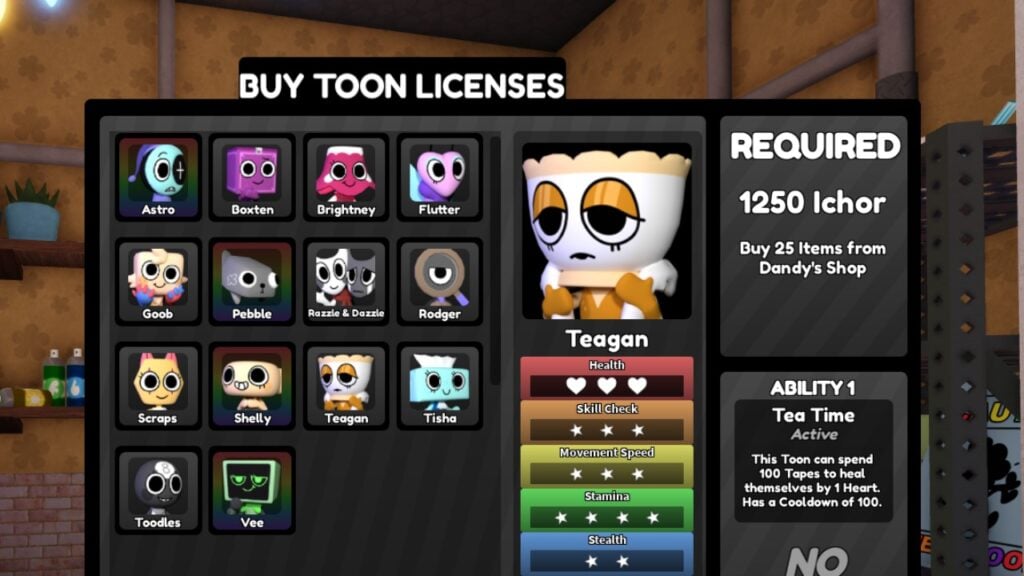 BUY TOON LICENSES
Astro
Boxten
Brightney
Flutter
Goob
Pebble
Razzle & Dazzle
Rodger
Scraps
Shelly
Teagan
Tisha
Toodles
Vee
Teagan
Health
Skill Check
Movement Speed
Stamina
Stealth
REQUIRED
1250 Ichor
Buy 25 Items from
Dandy's Shop
ABILITY 1
Tea Time
Active
This Toon can spend
100 Tapes to heal
themselves by 1 Heart.
Has a Cooldown of 100.
NO